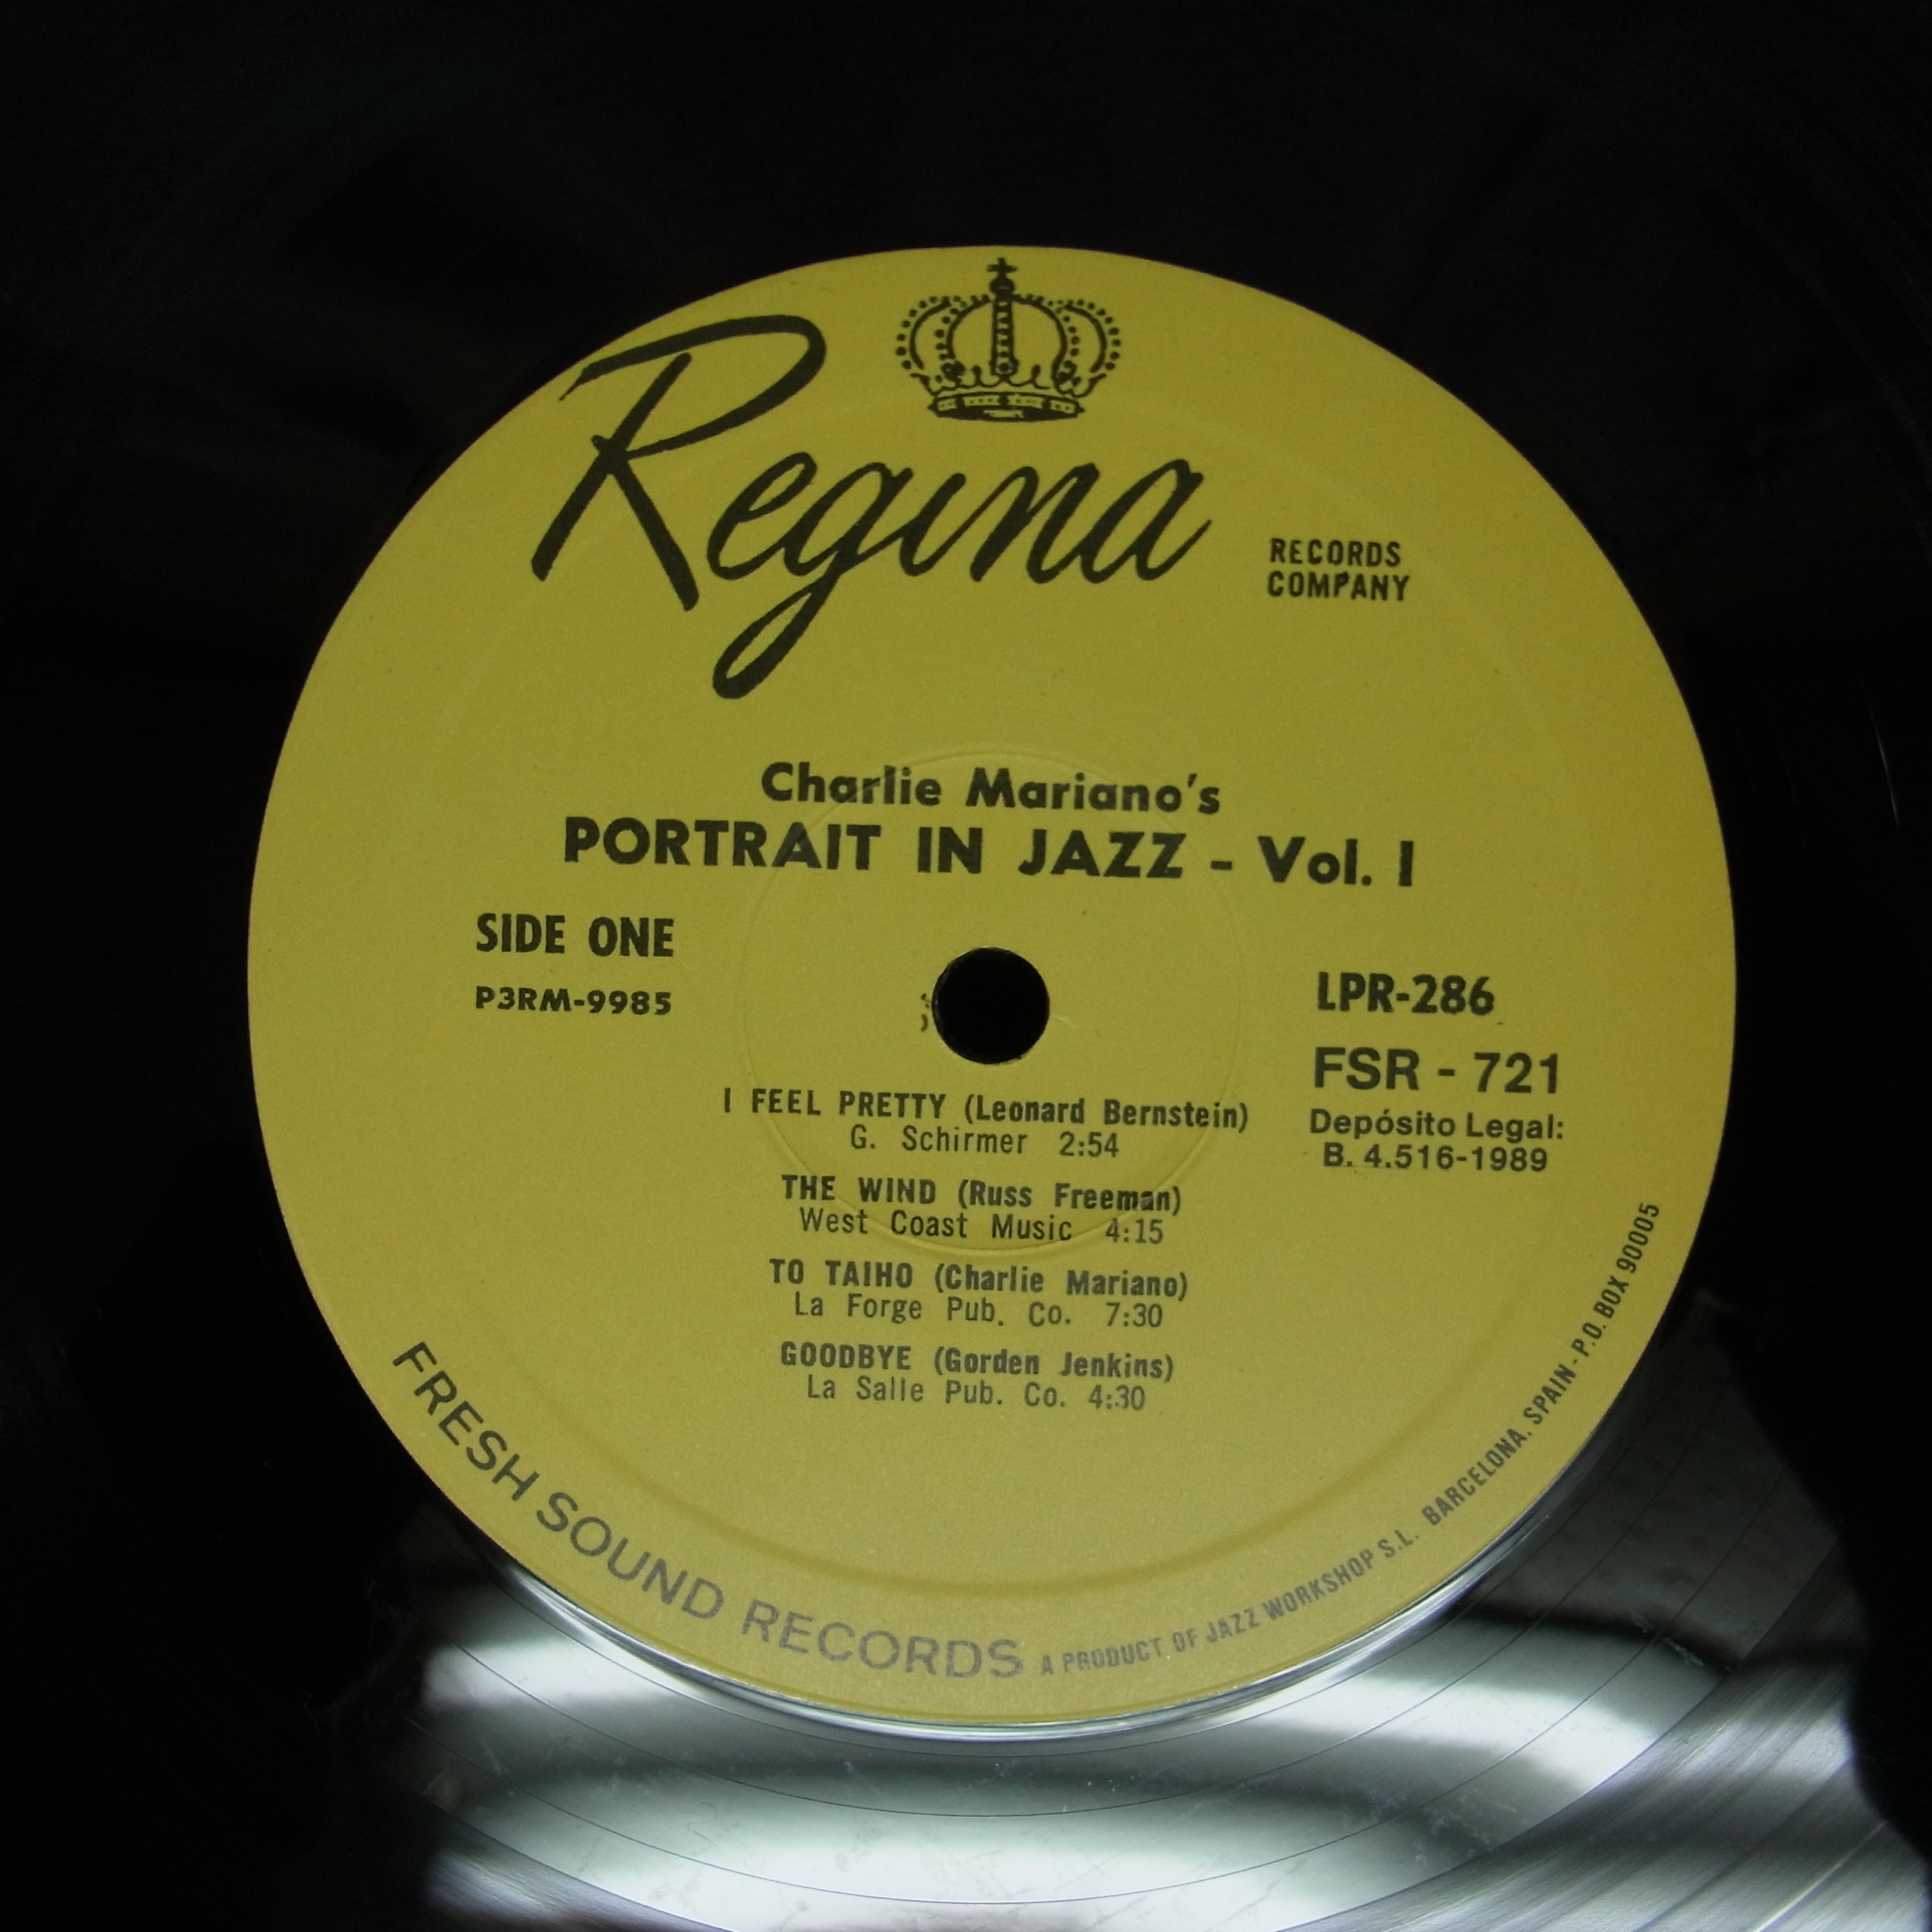 Regina
RECORDS
COMPANY
Charlie Mariano's
PORTRAIT IN JAZZ - Vol. I
SIDE ONE
P3RM-9985
LPR-286
FSR - 721
Depósito Legal:
B. 4.516-1989
I FEEL PRETTY (Leonard Bernstein)
G. Schirmer 2:54
THE WIND (Russ Freeman)
West Coast Music 4:15
TO TAIHO (Charlie Mariano)
La Forge Pub. Co. 7:30
GOODBYE (Gorden Jenkins)
La Salle Pub. Co. 4:30
FRESH SOUND RECORDS A PRODUCT OF JAZZ WORKSHOP S.L. BARCELONA. SPAIN - P.O. BOX 90005